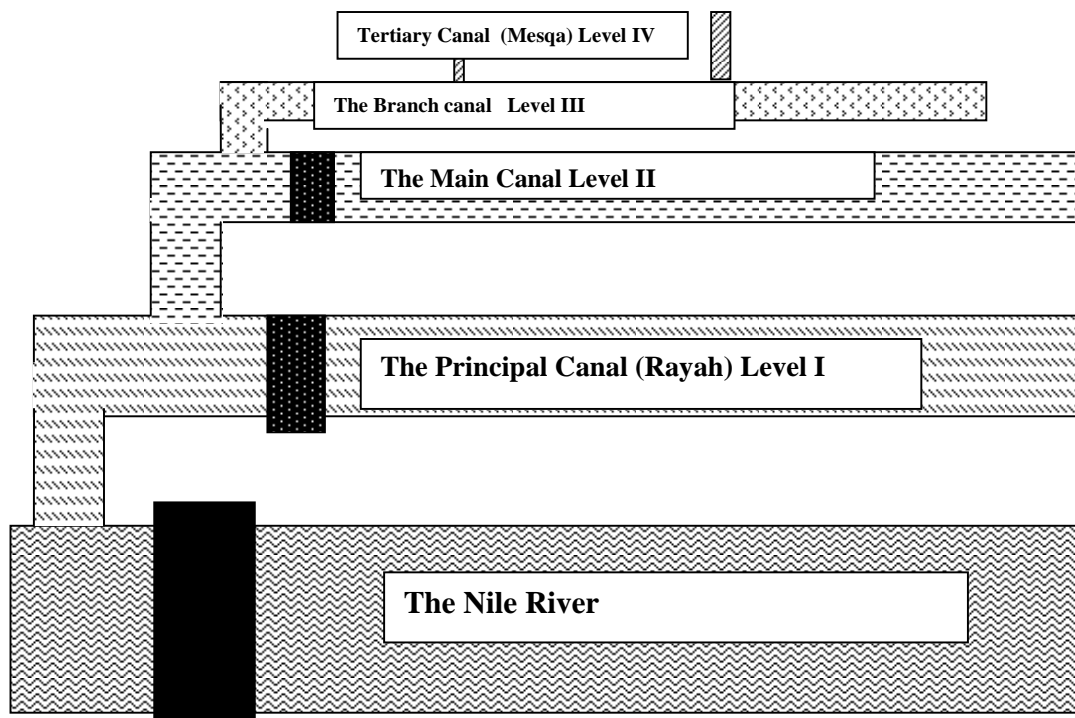 Tertiary Canal (Mesqa) Level IV
The Branch canal Level III
The Main Canal Level II
The Principal Canal (Rayah) Level I
The Nile River